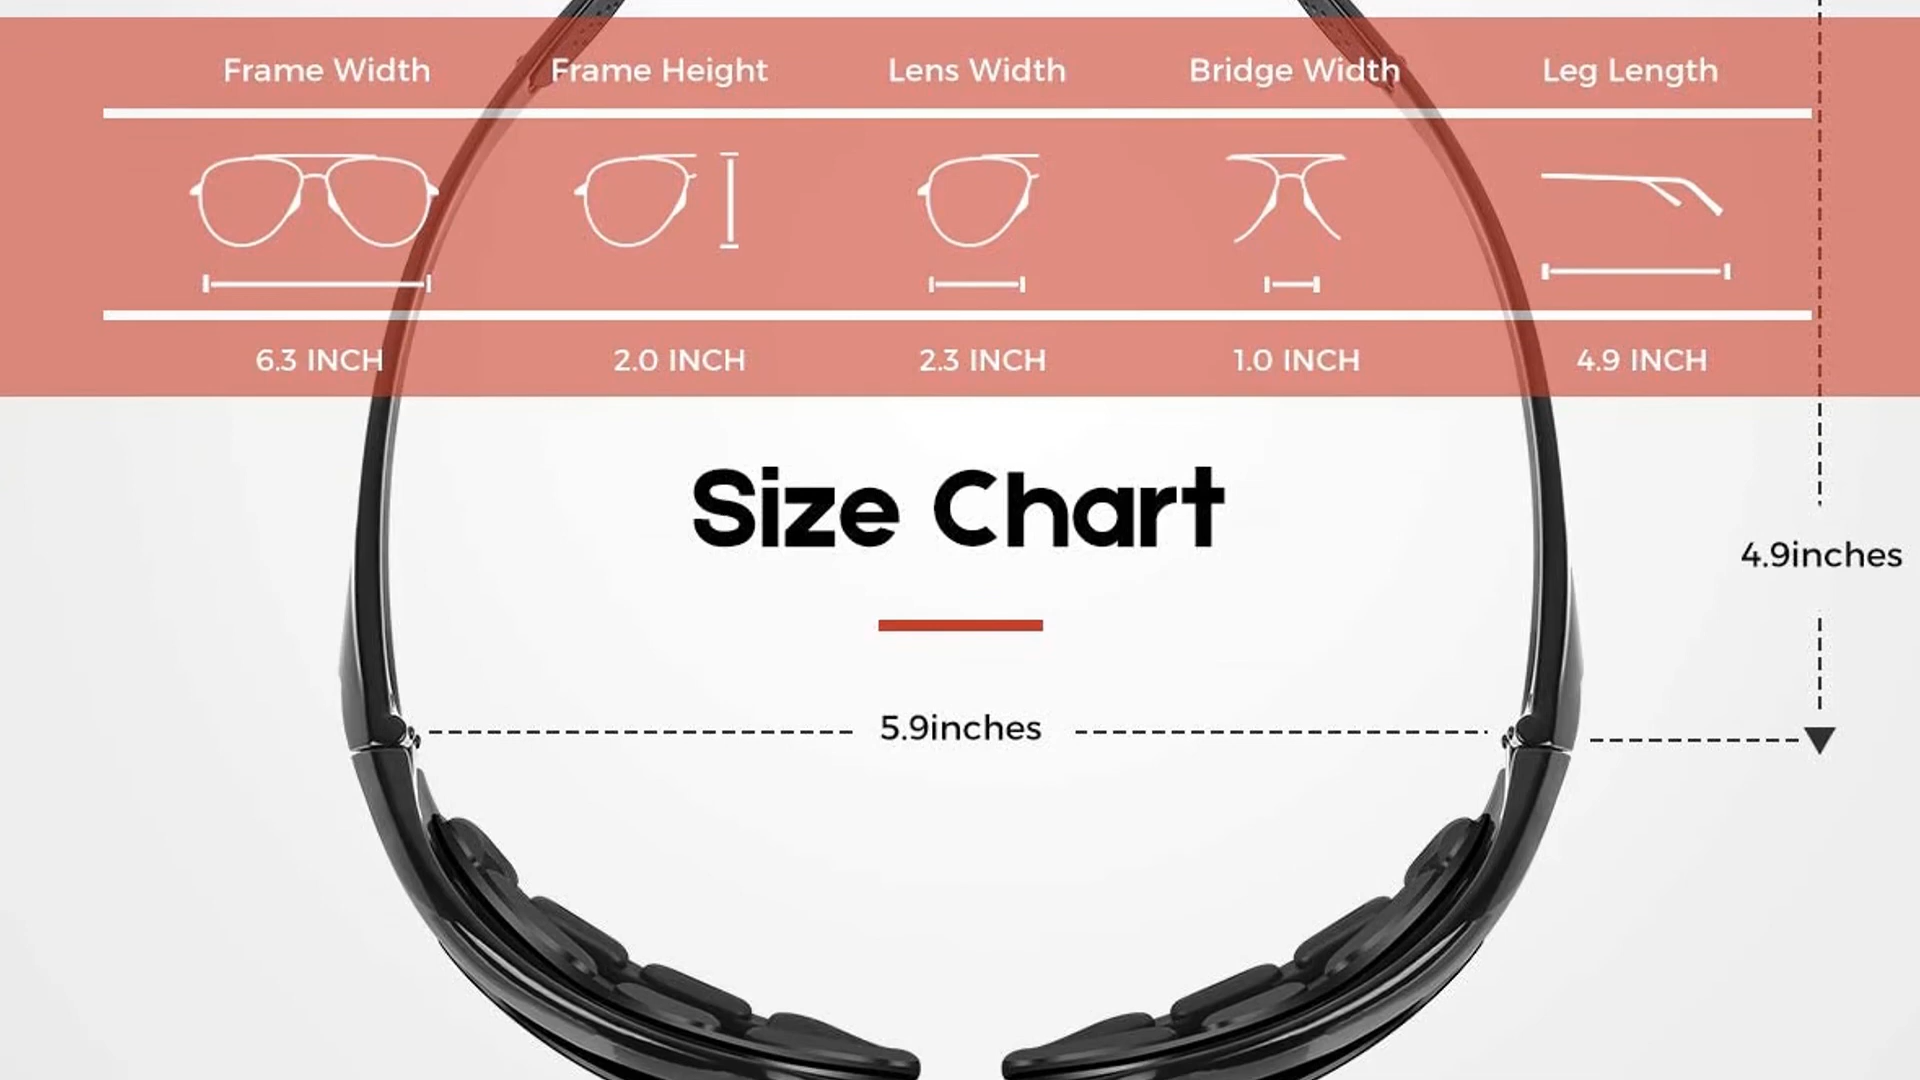 Frame Width Frame Height Lens Width Bridge Width Leg Length
6.3 INCH 2.0 INCH 2.3 INCH 1.0 INCH 4.9 INCH
Size Chart
4.9inches
5.9inches